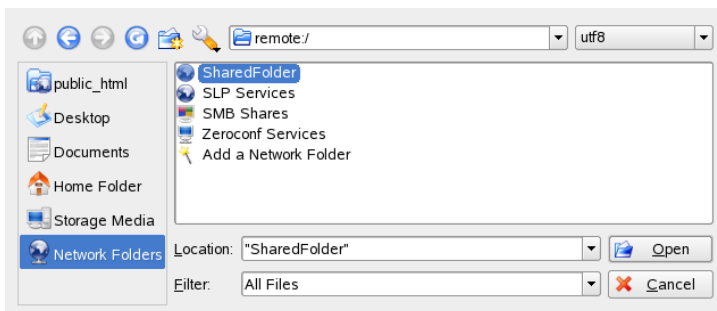 remote:/
utf8
public_html
Desktop
Documents
Home Folder
Storage Media
Network Folders
SharedFolder
SLP Services
SMB Shares
Zeroconf Services
Add a Network Folder
Location: "SharedFolder" Open
Filter: All Files Cancel